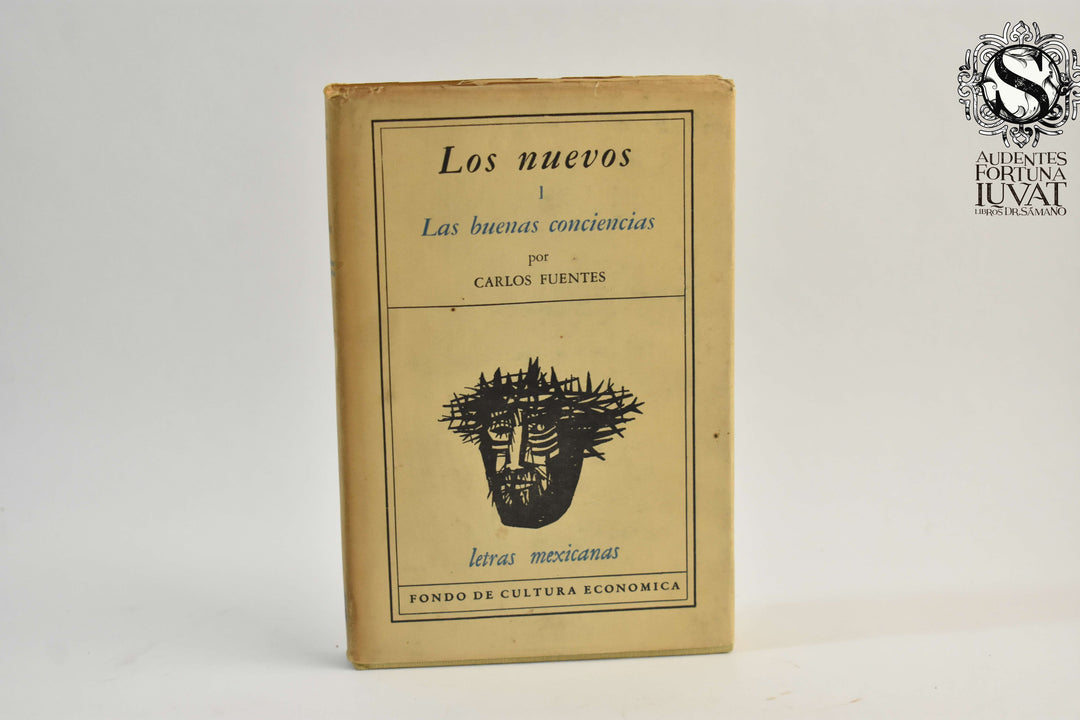 Los nuevos
1
Las buenas conciencias
por
CARLOS FUENTES
letras mexicanas
FONDO DE CULTURA ECONOMICA
S
AUDENTES
FORTUNA
IUVAT
LIBROS DR. SÁMANO